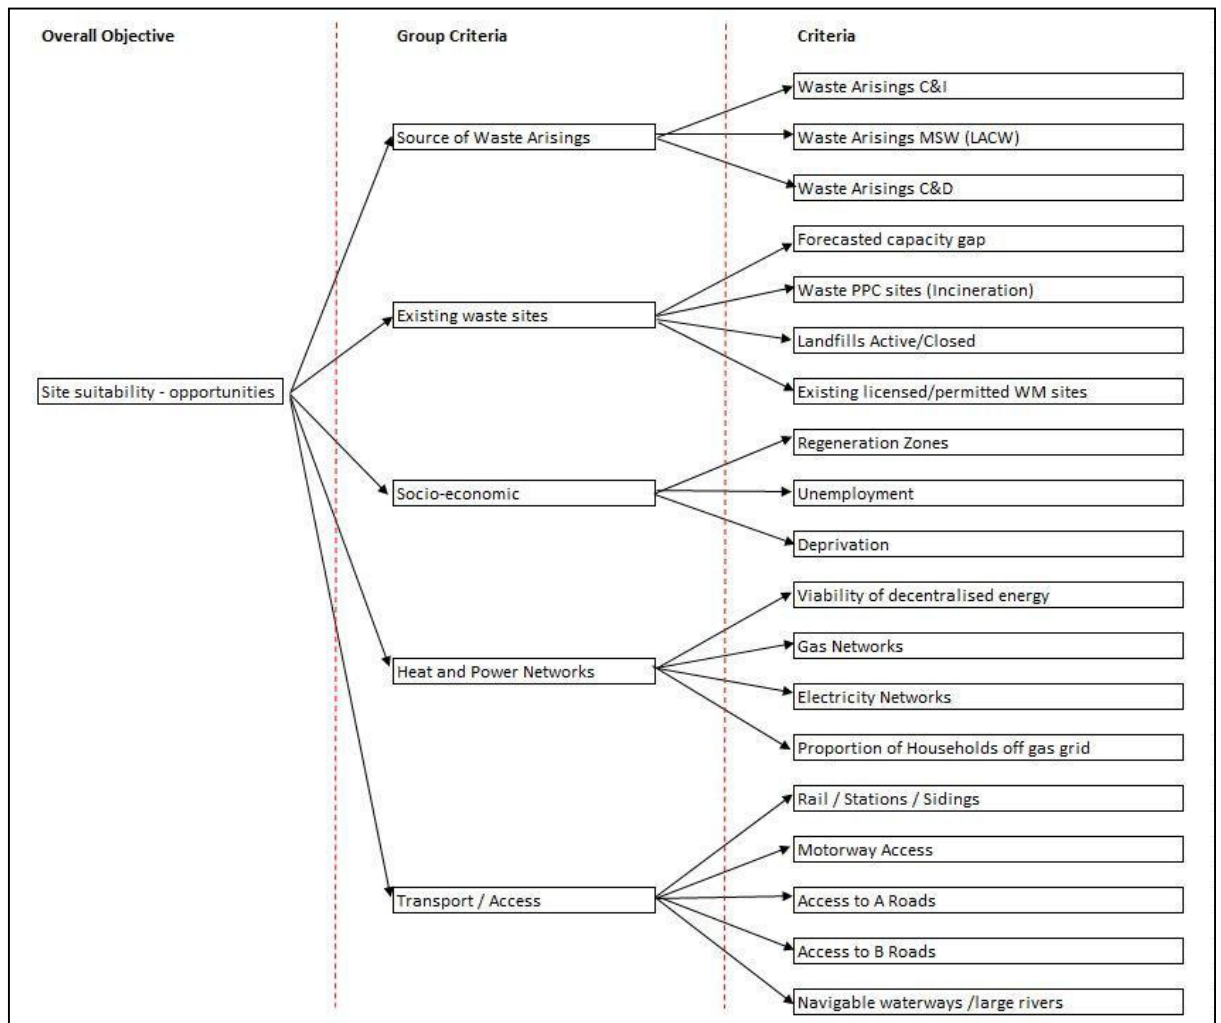 Overall Objective
Group Criteria
Criteria
Site suitability - opportunities
Source of Waste Arisings
Waste Arisings C&I
Waste Arisings MSW (LACW)
Waste Arisings C&D
Existing waste sites
Forecasted capacity gap
Waste PPC sites (Incineration)
Landfills Active/Closed
Existing licensed/permitted WM sites
Socio-economic
Regeneration Zones
Unemployment
Deprivation
Heat and Power Networks
Viability of decentralised energy
Gas Networks
Electricity Networks
Proportion of Households off gas grid
Transport / Access
Rail / Stations / Sidings
Motorway Access
Access to A Roads
Access to B Roads
Navigable waterways /large rivers